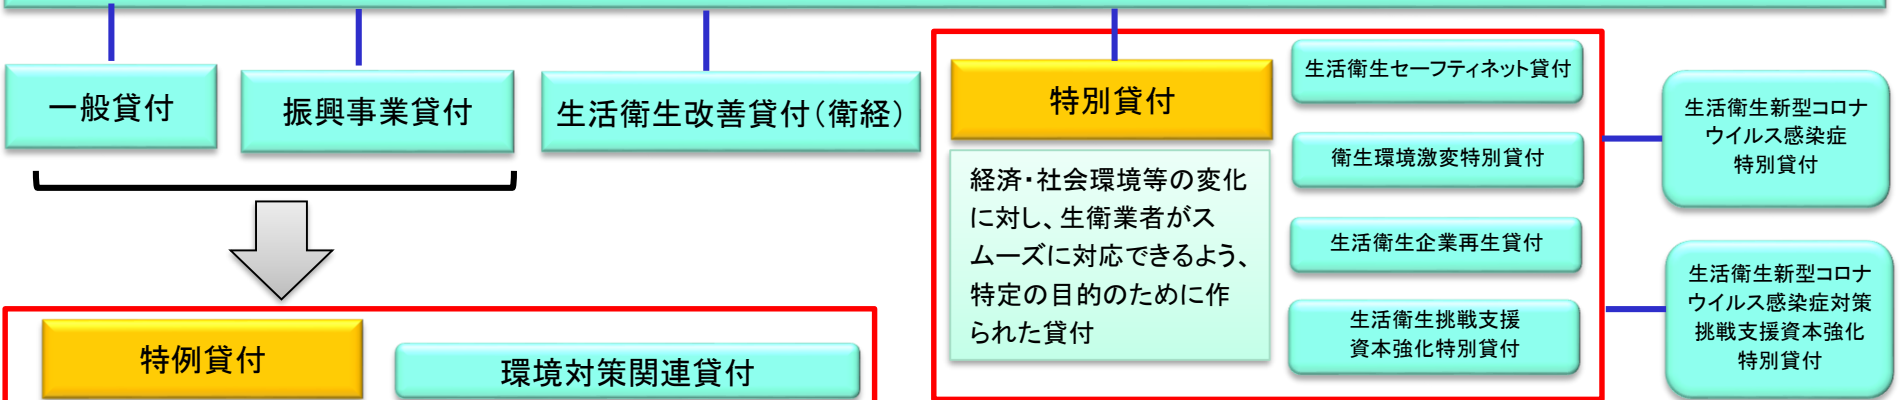 一般貸付
振興事業貸付
生活衛生改善貸付(衛経)
特別貸付
経済・社会環境等の変化
に対し、生衛業者がス
ムーズに対応できるよう、
特定の目的のために作
られた貸付
生活衛生セーフティネット貸付
衛生環境激変特別貸付
生活衛生企業再生貸付
生活衛生挑戦支援
資本強化特別貸付
生活衛生新型コロナ
ウイルス感染症
特別貸付
生活衛生新型コロナ
ウイルス感染症対策
挑戦支援資本強化
特別貸付
特例貸付
環境対策関連貸付